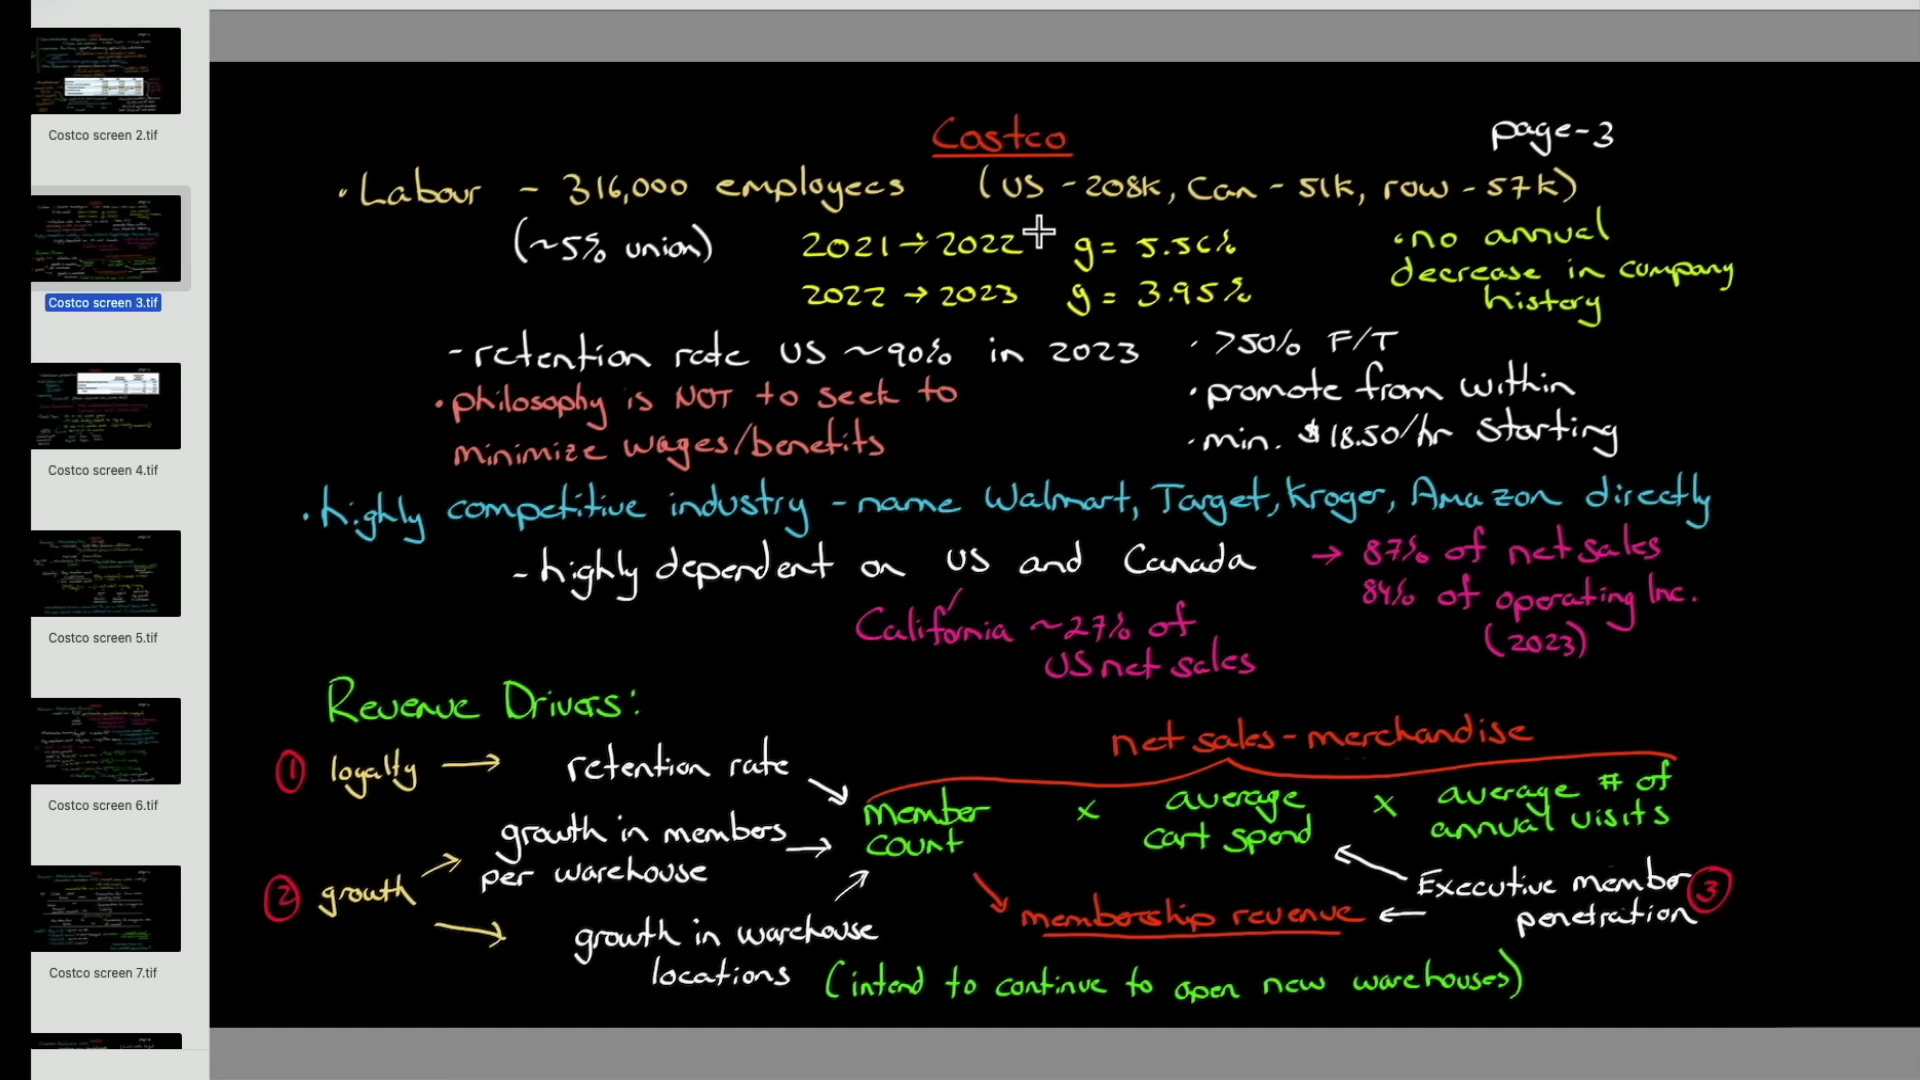 Costco
page-3
• Labour - 316,000 employees (US - 208k, Can - 51k, row - 57k)
(~5% union)
2021 → 2022 g = 5.56%
2022 → 2023 g = 3.95%
• no annual
decrease in company
history
- retention rate US ~90% in 2023
• philosophy is NOT to seek to
minimize wages/benefits
• >50% F/T
• promote from within
• min. $18.50/hr starting
• highly competitive industry - name Walmart, Target, Kroger, Amazon directly
- highly dependent on US and Canada
→ 87% of net sales
84% of operating Inc.
(2023)
California ~27% of
US net sales
Revenue Drivers:
① loyalty → retention rate
② growth
growth in members
per warehouse
growth in warehouse
locations
net sales - merchandise
member
count
x
average
cart spend
x
average # of
annual visits
membership revenue
Executive member ③
penetration
(intend to continue to open new warehouses)
Costco screen 2.tif
Costco screen 3.tif
Costco screen 4.tif
Costco screen 5.tif
Costco screen 6.tif
Costco screen 7.tif